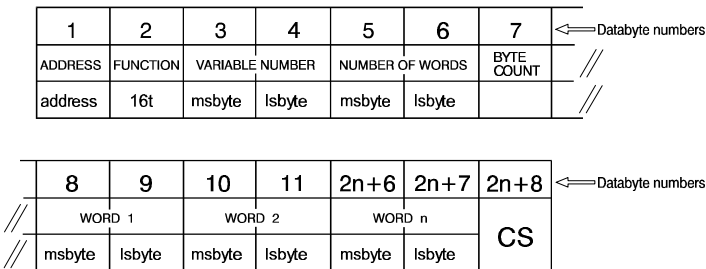 1 2 3 4 5 6 7 Databyte numbers
ADDRESS FUNCTION VARIABLE NUMBER NUMBER OF WORDS BYTE COUNT
address 16t msbyte lsbyte msbyte lsbyte
8 9 10 11 2n+6 2n+7 2n+8 Databyte numbers
WORD 1 WORD 2 WORD n CS
msbyte lsbyte msbyte lsbyte msbyte lsbyte